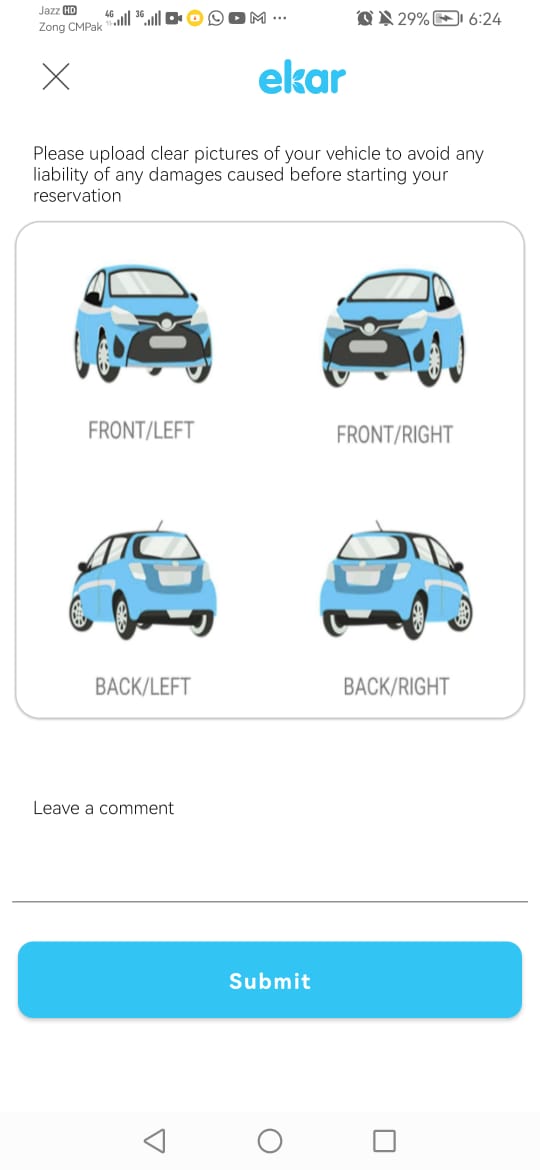 Jazz HD
Zong CMPak
4G
3G
29%
6:24
ekar
Please upload clear pictures of your vehicle to avoid any
liability of any damages caused before starting your
reservation
FRONT/LEFT
FRONT/RIGHT
BACK/LEFT
BACK/RIGHT
Leave a comment
Submit